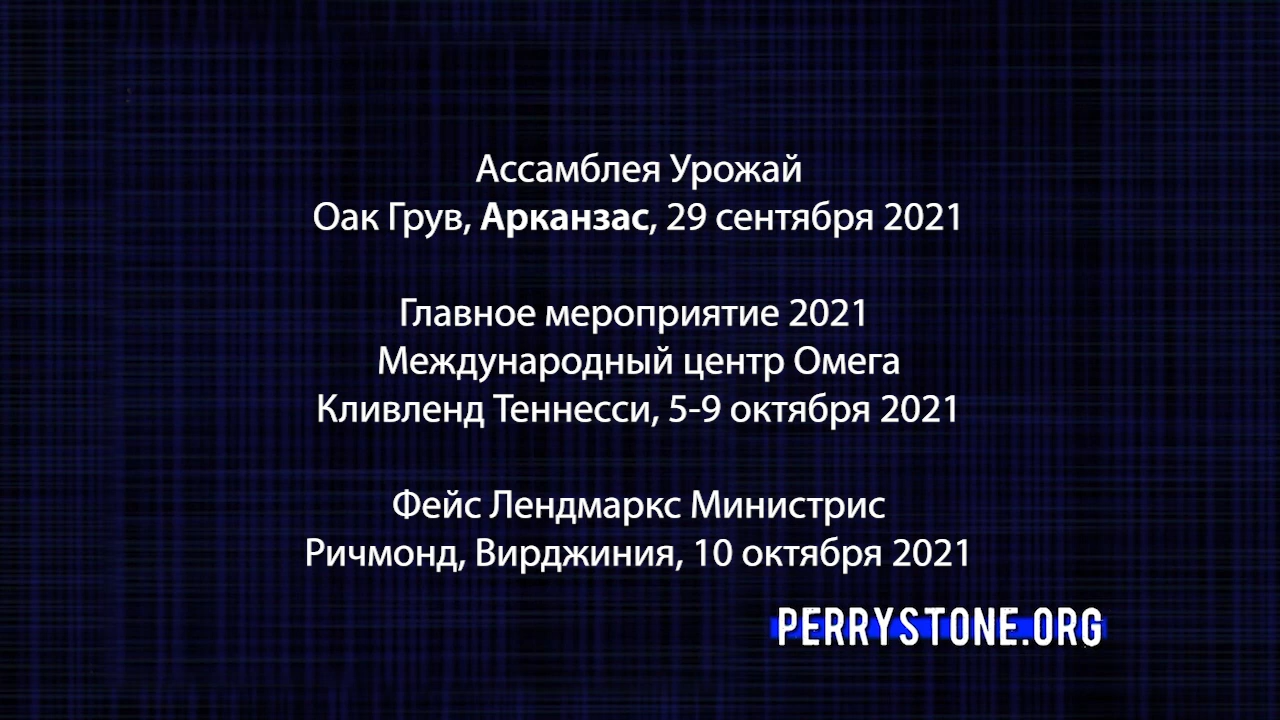 Ассамблея Урожай
Оак Грув, Арканзас, 29 сентября 2021
Главное мероприятие 2021
Международный центр Омега
Кливленд Теннесси, 5-9 октября 2021
Фейс Лендмаркс Министрис
Ричмонд, Вирджиния, 10 октября 2021
PERRYSTONE.ORG